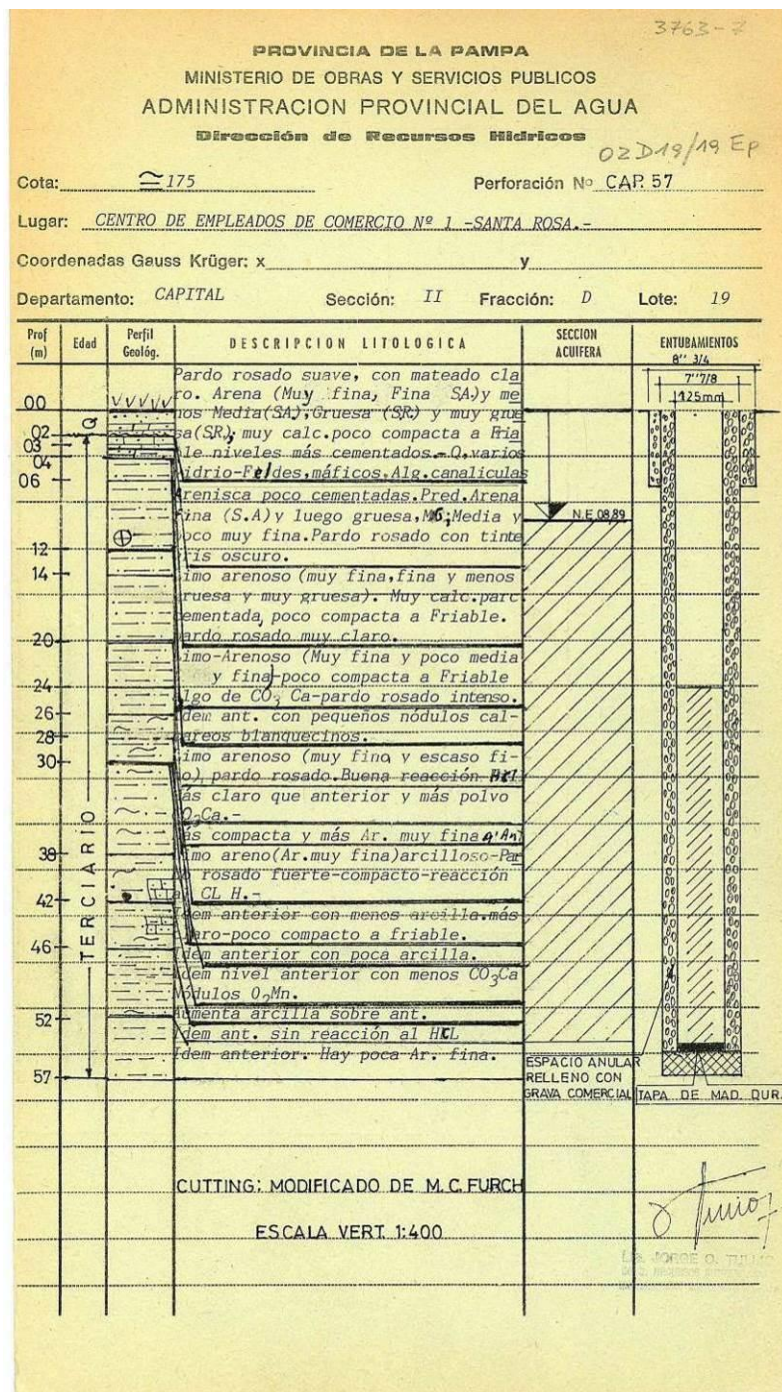 3763-7
PROVINCIA DE LA PAMPA
MINISTERIO DE OBRAS Y SERVICIOS PUBLICOS
ADMINISTRACION PROVINCIAL DEL AGUA
Dirección de Recursos Hídricos
02D19/19 Ep
Cota: ≅175 Perforación Nº CAP. 57
Lugar: CENTRO DE EMPLEADOS DE COMERCIO Nº 1 -SANTA ROSA.-
Coordenadas Gauss Krüger: x y
Departamento: CAPITAL Sección: II Fracción: D Lote: 19
Prof (m) Edad Perfil Geológ. DESCRIPCION LITOLOGICA SECCION ACUIFERA ENTUBAMIENTOS
8" 3/4
7"7/8
125mm
00
02
03
04
06
12
14
20
24
26
28
30
38
42
46
52
57
Q
TERCIARIO
Pardo rosado suave, con mateado cla
ro. Arena (Muy fina, Fina SA.)y me
nos Media(SA.),Gruesa (SR) y muy grue
sa(SR); muy calc.poco compacta a Fria
ble niveles más cementados.-Q,varios
vidrio-Feldes,máficos,Alg.canaliculas
Arenisca poco cementadas.Pred.Arena
fina (S.A) y luego gruesa, Media y
poco muy fina.Pardo rosado con tinte
gris oscuro.
Limo arenoso (muy fina,fina y menos
gruesa y muy gruesa). Muy calc.parc.
cementada, poco compacta a Friable.
Pardo rosado muy claro.
Limo-Arenoso (Muy fina y poco media
y fina)-poco compacta a Friable
algo de CO3 Ca-pardo rosado intenso.
Idem ant. con pequeños nódulos cal-
careos blanquecinos.
Limo arenoso (muy fina y escaso fi-
no), pardo rosado.Buena reacción HCl
más claro que anterior y más polvo
CO3Ca.-
Más compacta y más Ar. muy fina q'Ant
Limo areno(Ar.muy fina)arcilloso-Par
do rosado fuerte-compacto-reacción
a CL H.-
Idem anterior con menos arcilla.más
claro-poco compacto a friable.
Idem anterior con poca arcilla.
Idem nivel anterior con menos CO3Ca
Nódulos O2Mn.
Aumenta arcilla sobre ant.
Idem ant. sin reacción al HCL
Idem anterior. Hay poca Ar. fina.
N.E. 08.89
ESPACIO ANULAR
RELLENO CON
GRAVA COMERCIAL
TAPA DE MAD. DUR.
CUTTING: MODIFICADO DE M.C. FURCH
ESCALA VERT. 1:400
JORGE O. TULLIO